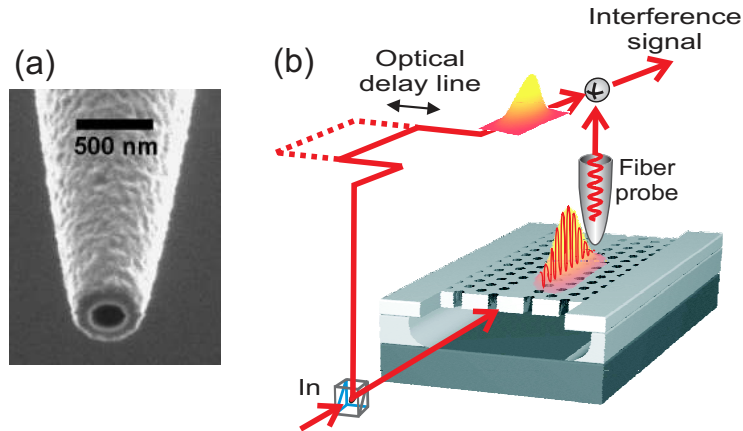 (a)
500 nm
(b)
Interference
signal
Optical
delay line
Fiber
probe
In